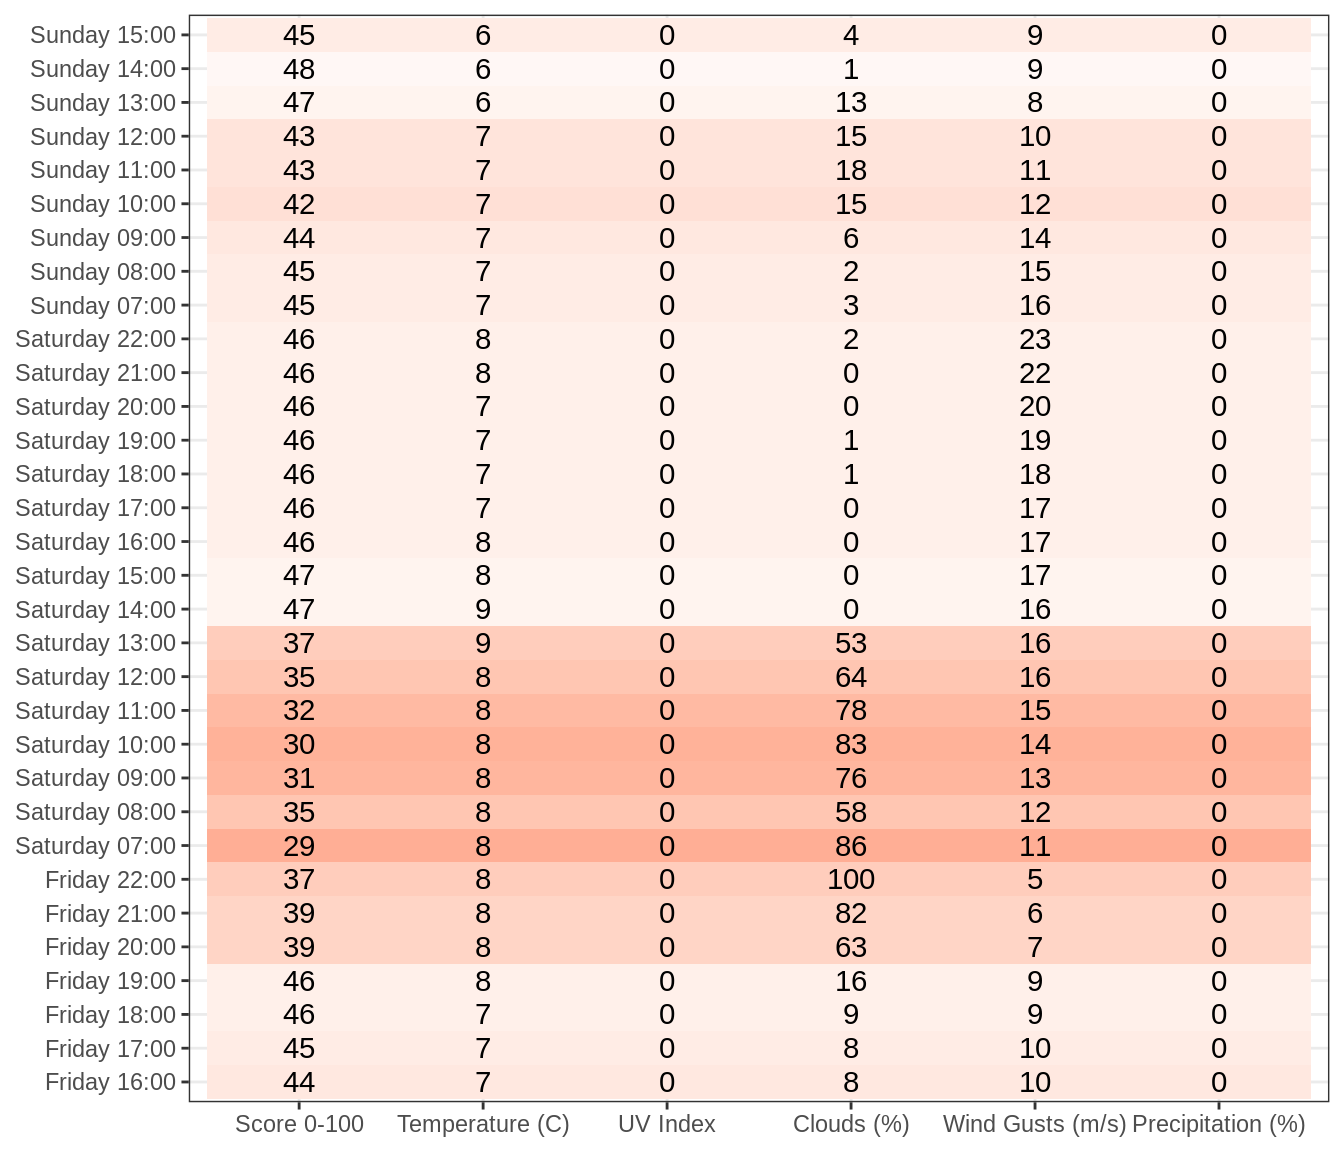 Sunday 15:00 45 6 0 4 9 0
Sunday 14:00 48 6 0 1 9 0
Sunday 13:00 47 6 0 13 8 0
Sunday 12:00 43 7 0 15 10 0
Sunday 11:00 43 7 0 18 11 0
Sunday 10:00 42 7 0 15 12 0
Sunday 09:00 44 7 0 6 14 0
Sunday 08:00 45 7 0 2 15 0
Sunday 07:00 45 7 0 3 16 0
Saturday 22:00 46 8 0 2 23 0
Saturday 21:00 46 8 0 0 22 0
Saturday 20:00 46 7 0 0 20 0
Saturday 19:00 46 7 0 1 19 0
Saturday 18:00 46 7 0 1 18 0
Saturday 17:00 46 7 0 0 17 0
Saturday 16:00 46 8 0 0 17 0
Saturday 15:00 47 8 0 0 17 0
Saturday 14:00 47 9 0 0 16 0
Saturday 13:00 37 9 0 53 16 0
Saturday 12:00 35 8 0 64 16 0
Saturday 11:00 32 8 0 78 15 0
Saturday 10:00 30 8 0 83 14 0
Saturday 09:00 31 8 0 76 13 0
Saturday 08:00 35 8 0 58 12 0
Saturday 07:00 29 8 0 86 11 0
Friday 22:00 37 8 0 100 5 0
Friday 21:00 39 8 0 82 6 0
Friday 20:00 39 8 0 63 7 0
Friday 19:00 46 8 0 16 9 0
Friday 18:00 46 7 0 9 9 0
Friday 17:00 45 7 0 8 10 0
Friday 16:00 44 7 0 8 10 0
Score 0-100 Temperature (C) UV Index Clouds (%) Wind Gusts (m/s) Precipitation (%)